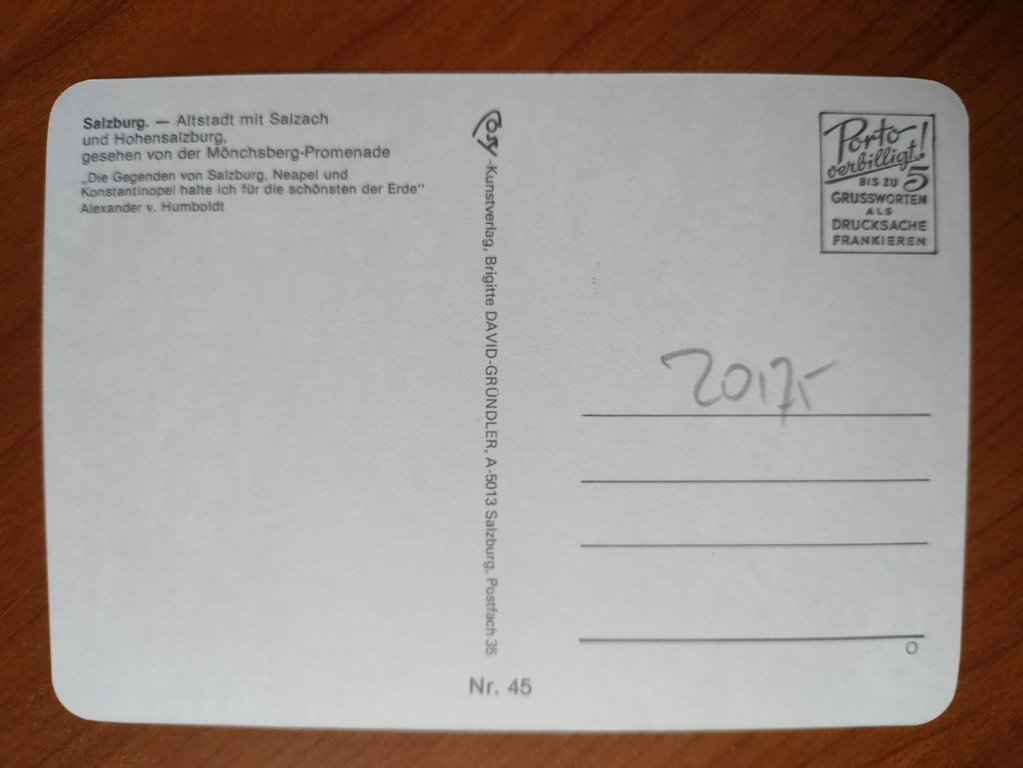 Salzburg. — Altstadt mit Salzach
und Hohensalzburg,
gesehen von der Mönchsberg-Promenade
„Die Gegenden von Salzburg, Neapel und
Konstantinopel halte ich für die schönsten der Erde“
Alexander v. Humboldt
Cosy-Kunstverlag, Brigitte DAVID-GRÜNDLER, A-5013 Salzburg, Postfach 35
Nr. 45
Porto
verbilligt!
BIS ZU 5
GRUSSWORTEN
ALS
DRUCKSACHE
FRANKIEREN
2017,-
O